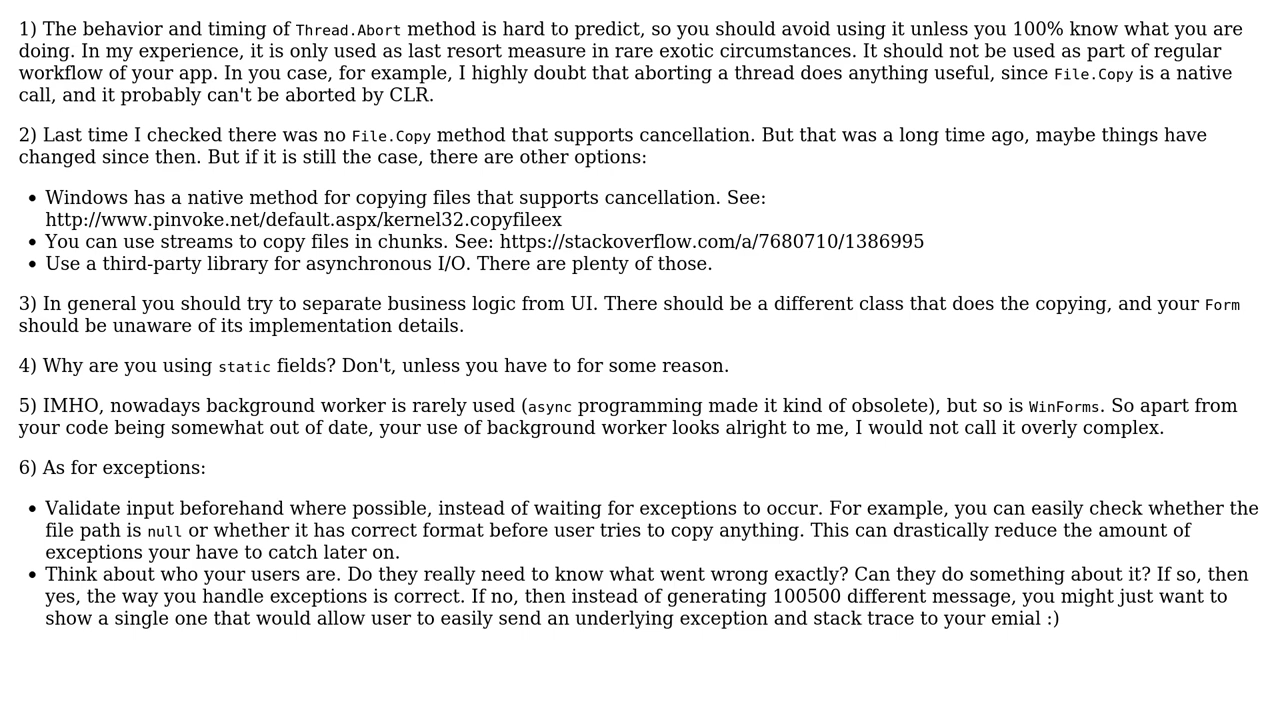 1) The behavior and timing of Thread.Abort method is hard to predict, so you should avoid using it unless you 100% know what you are
doing. In my experience, it is only used as last resort measure in rare exotic circumstances. It should not be used as part of regular
workflow of your app. In you case, for example, I highly doubt that aborting a thread does anything useful, since File.Copy is a native
call, and it probably can't be aborted by CLR.
2) Last time I checked there was no File.Copy method that supports cancellation. But that was a long time ago, maybe things have
changed since then. But if it is still the case, there are other options:
• Windows has a native method for copying files that supports cancellation. See:
http://www.pinvoke.net/default.aspx/kernel32.copyfileex
• You can use streams to copy files in chunks. See: https://stackoverflow.com/a/7680710/1386995
• Use a third-party library for asynchronous I/O. There are plenty of those.
3) In general you should try to separate business logic from UI. There should be a different class that does the copying, and your Form
should be unaware of its implementation details.
4) Why are you using static fields? Don't, unless you have to for some reason.
5) IMHO, nowadays background worker is rarely used (async programming made it kind of obsolete), but so is WinForms. So apart from
your code being somewhat out of date, your use of background worker looks alright to me, I would not call it overly complex.
6) As for exceptions:
• Validate input beforehand where possible, instead of waiting for exceptions to occur. For example, you can easily check whether the
file path is null or whether it has correct format before user tries to copy anything. This can drastically reduce the amount of
exceptions your have to catch later on.
• Think about who your users are. Do they really need to know what went wrong exactly? Can they do something about it? If so, then
yes, the way you handle exceptions is correct. If no, then instead of generating 100500 different message, you might just want to
show a single one that would allow user to easily send an underlying exception and stack trace to your emial :)